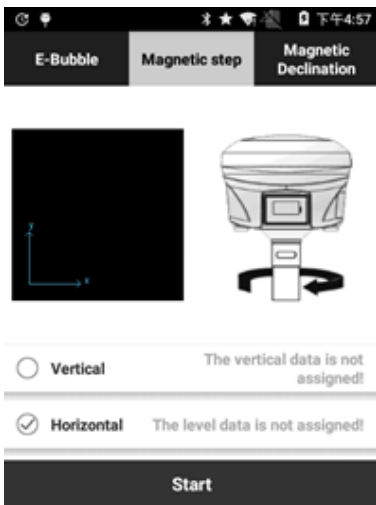 下午4:57
E-Bubble
Magnetic step
Magnetic
Declination
y
x
Vertical
The vertical data is not
assigned!
Horizontal
The level data is not assigned!
Start